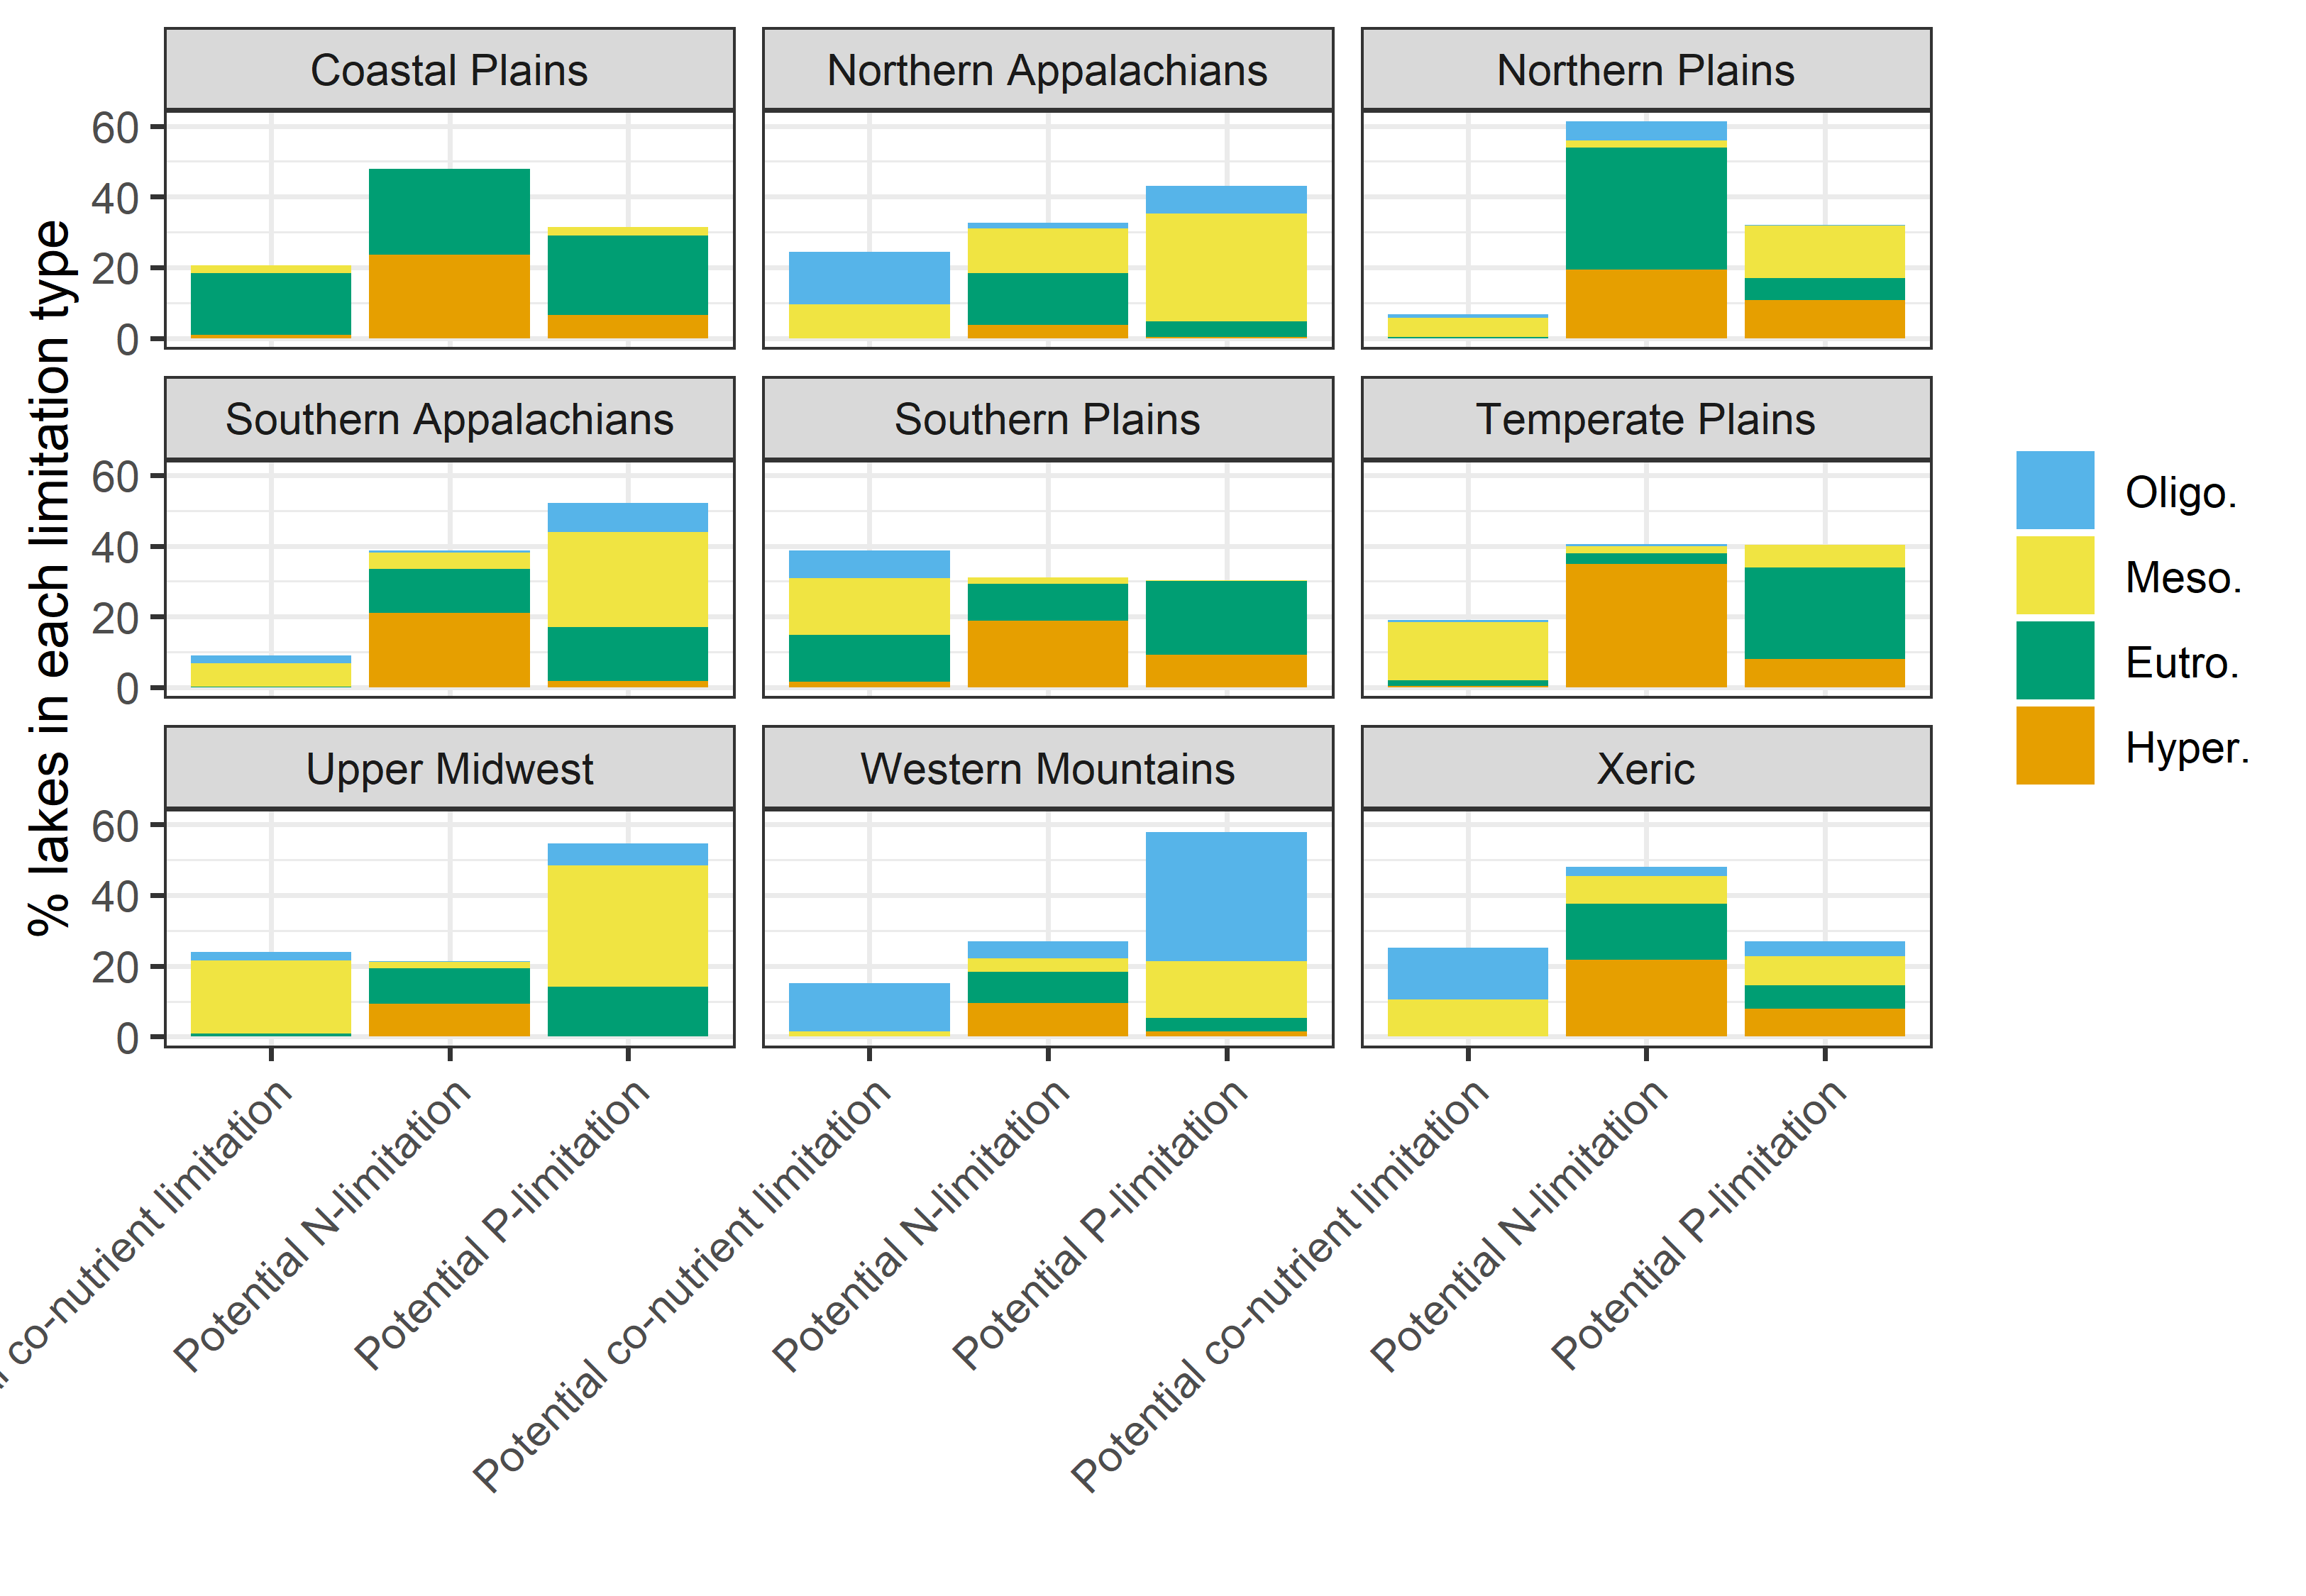 Coastal Plains
Northern Appalachians
Northern Plains
60
40
20
0
Southern Appalachians
Southern Plains
Temperate Plains
60
40
20
0
Upper Midwest
Western Mountains
Xeric
60
40
20
0
% lakes in each limitation type
co-nutrient limitation
Potential N-limitation
Potential P-limitation
Potential co-nutrient limitation
Potential N-limitation
Potential P-limitation
Potential co-nutrient limitation
Potential N-limitation
Potential P-limitation
Oligo.
Meso.
Eutro.
Hyper.